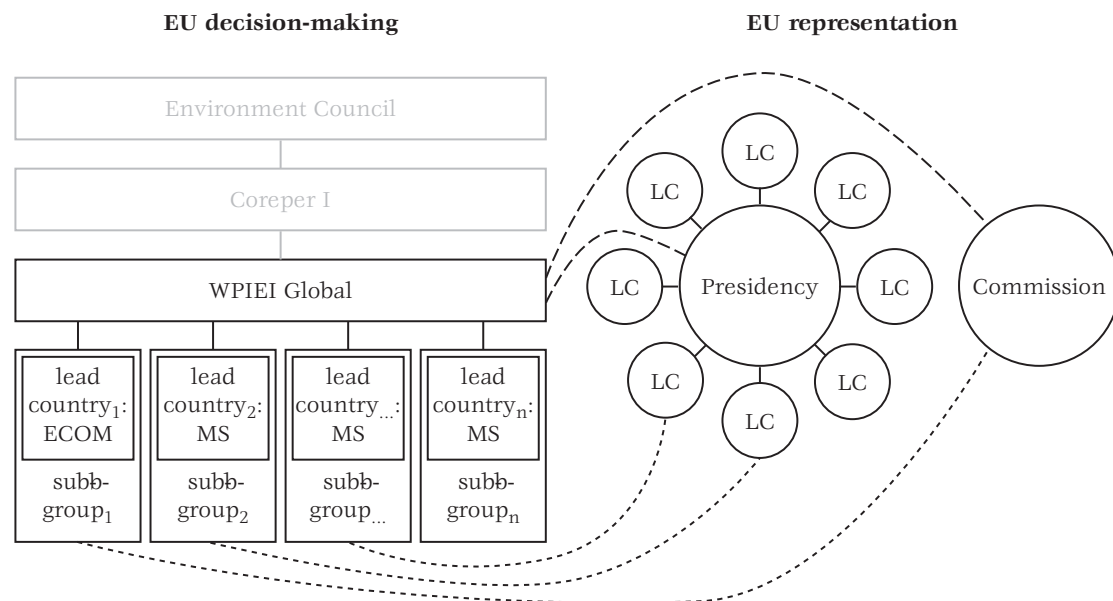 EU decision-making
EU representation
Environment Council
Coreper I
WPIEI Global
lead
country1:
ECOM
subb-
group1
lead
country2:
MS
subb-
group2
lead
country...:
MS
subb-
group...
lead
countryn:
MS
subb-
groupn
LC
LC
LC
LC
Presidency
LC
LC
LC
LC
Commission